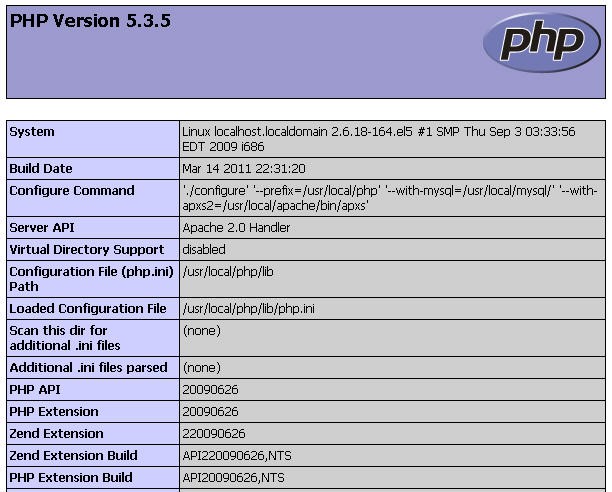 PHP Version 5.3.5
php
System
Linux localhost.localdomain 2.6.18-164.el5 #1 SMP Thu Sep 3 03:33:56
EDT 2009 i686
Build Date
Mar 14 2011 22:31:20
Configure Command
'./configure' '--prefix=/usr/local/php' '--with-mysql=/usr/local/mysql/' '--with-
apxs2=/usr/local/apache/bin/apxs'
Server API
Apache 2.0 Handler
Virtual Directory Support
disabled
Configuration File (php.ini)
Path
/usr/local/php/lib
Loaded Configuration File
/usr/local/php/lib/php.ini
Scan this dir for
additional .ini files
(none)
Additional .ini files parsed
(none)
PHP API
20090626
PHP Extension
20090626
Zend Extension
220090626
Zend Extension Build
API220090626,NTS
PHP Extension Build
API20090626,NTS